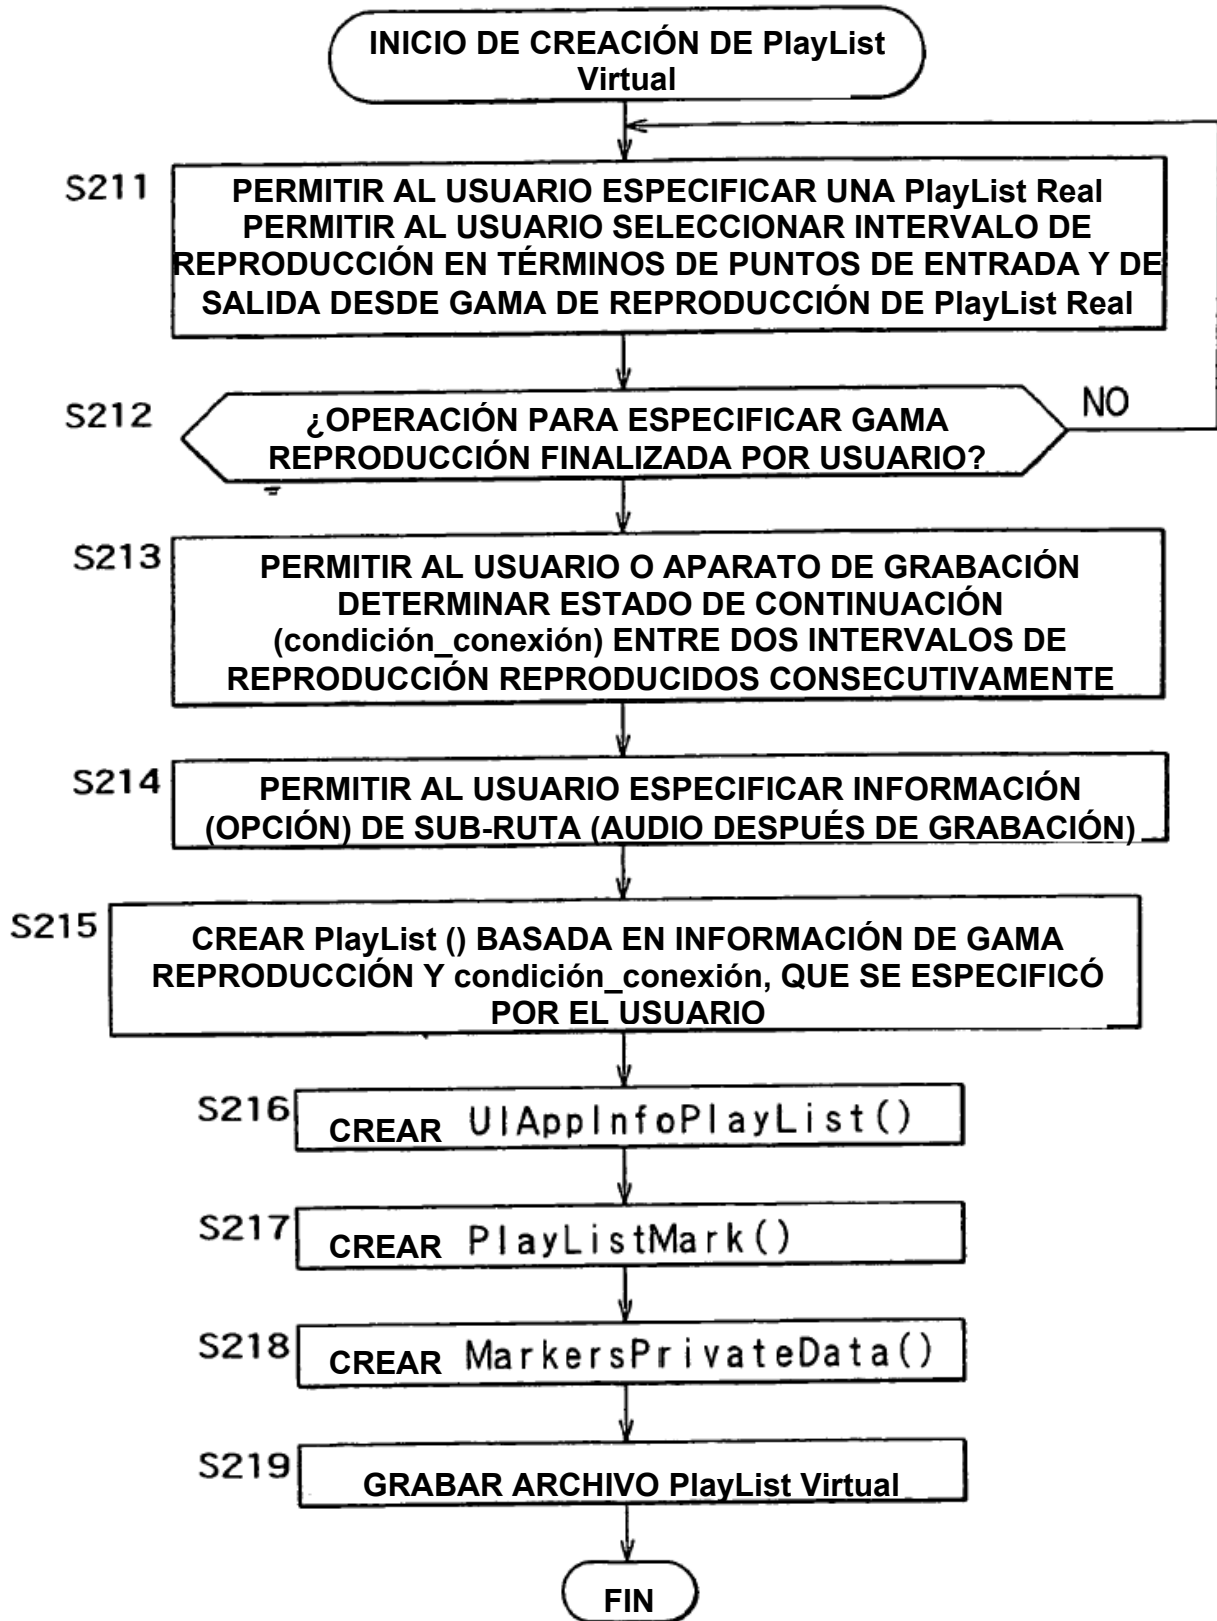 INICIO DE CREACIÓN DE PlayList
Virtual
S211
PERMITIR AL USUARIO ESPECIFICAR UNA PlayList Real
PERMITIR AL USUARIO SELECCIONAR INTERVALO DE
REPRODUCCIÓN EN TÉRMINOS DE PUNTOS DE ENTRADA Y DE
SALIDA DESDE GAMA DE REPRODUCCIÓN DE PlayList Real
S212
¿OPERACIÓN PARA ESPECIFICAR GAMA
REPRODUCCIÓN FINALIZADA POR USUARIO?
NO
S213
PERMITIR AL USUARIO O APARATO DE GRABACIÓN
DETERMINAR ESTADO DE CONTINUACIÓN
(condición_conexión) ENTRE DOS INTERVALOS DE
REPRODUCCIÓN REPRODUCIDOS CONSECUTIVAMENTE
S214
PERMITIR AL USUARIO ESPECIFICAR INFORMACIÓN
(OPCIÓN) DE SUB-RUTA (AUDIO DESPUÉS DE GRABACIÓN)
S215
CREAR PlayList () BASADA EN INFORMACIÓN DE GAMA
REPRODUCCIÓN Y condición_conexión, QUE SE ESPECIFICÓ
POR EL USUARIO
S216
CREAR UIAppInfoPlayList()
S217
CREAR PlayListMark()
S218
CREAR MarkersPrivateData()
S219
GRABAR ARCHIVO PlayList Virtual
FIN